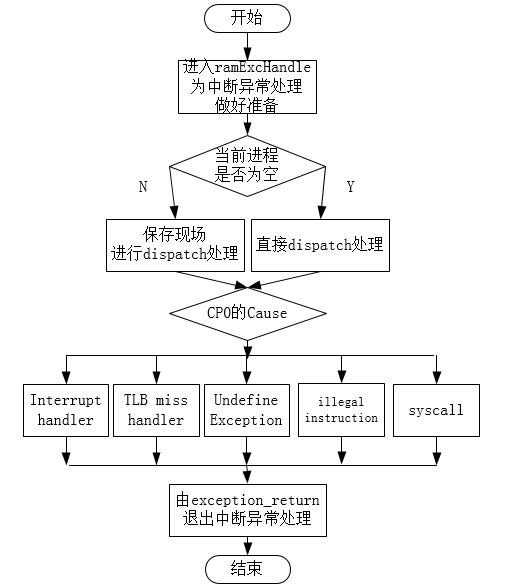 开始
进入ramExcHandle
为中断异常处理
做好准备
当前进程
是否为空
N
Y
保存现场
进行dispatch处理
直接dispatch处理
CP0的Cause
Interrupt
handler
TLB miss
handler
Undefine
Exception
illegal
instruction
syscall
由exception_return
退出中断异常处理
结束